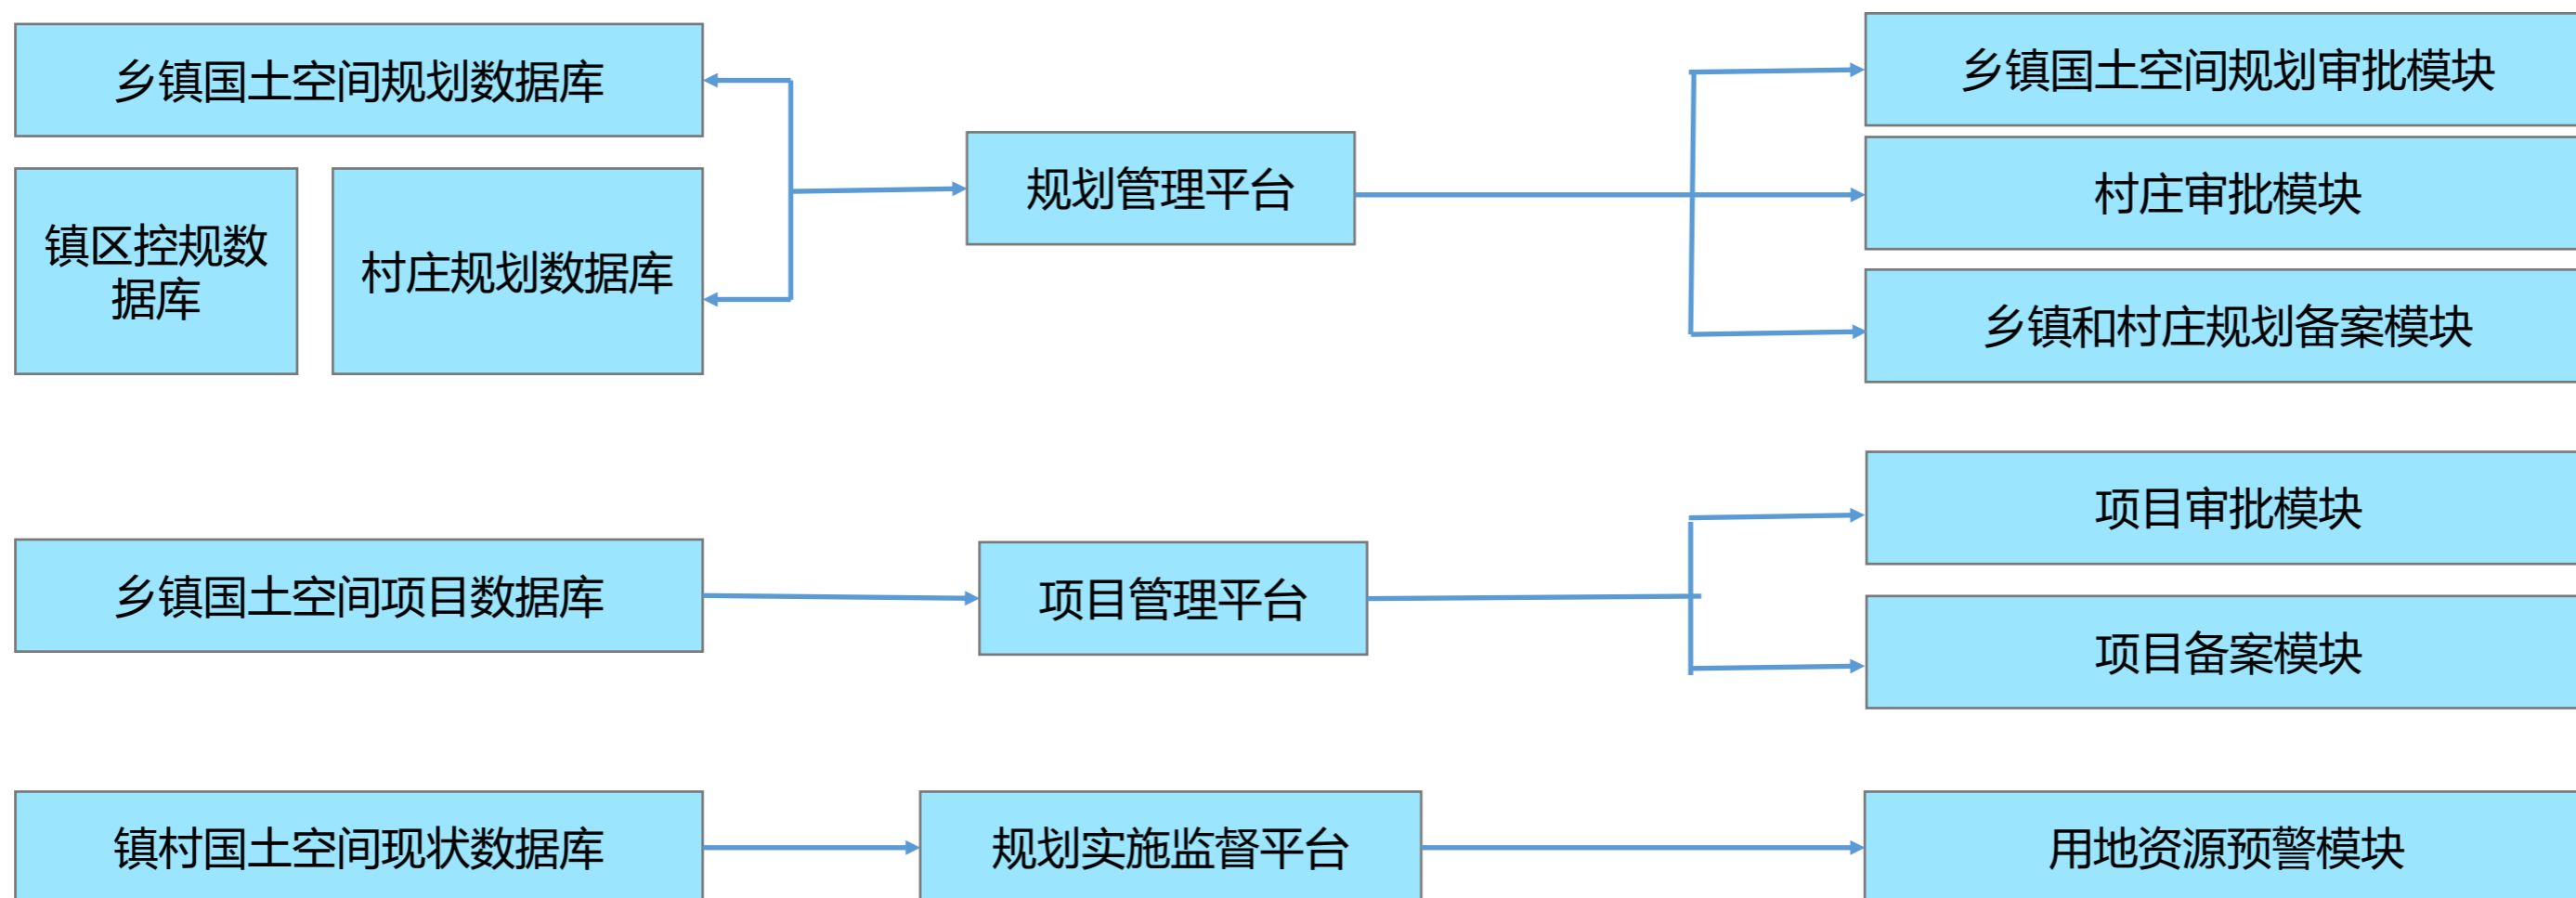 乡镇国土空间规划数据库
镇区控规数
据库
村庄规划数据库
规划管理平台
乡镇国土空间规划审批模块
村庄审批模块
乡镇和村庄规划备案模块
乡镇国土空间项目数据库
项目管理平台
项目审批模块
项目备案模块
镇村国土空间现状数据库
规划实施监督平台
用地资源预警模块